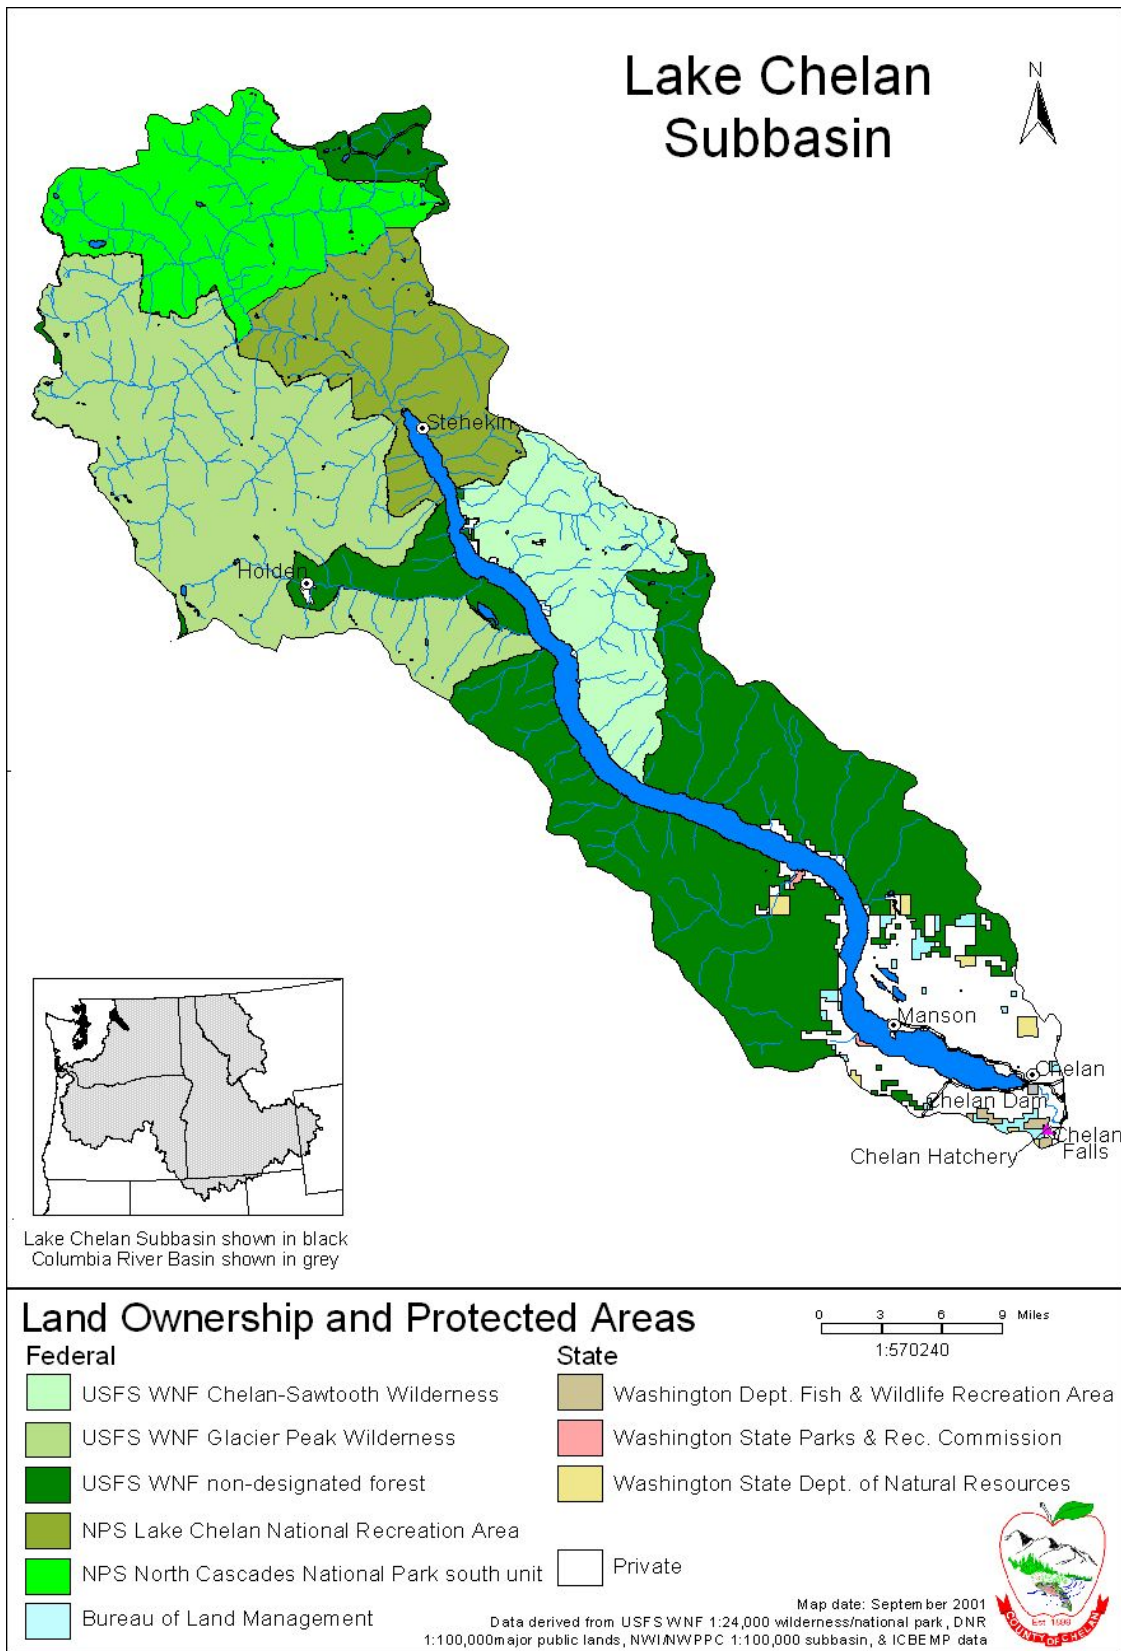 Lake Chelan
Subbasin
N
Stehekin
Holden
Manson
Chelan
Chelan Dam
Chelan
Falls
Chelan Hatchery
Lake Chelan Subbasin shown in black
Columbia River Basin shown in grey
Land Ownership and Protected Areas
0 3 6 9 Miles
1:570240
Federal
USFS WNF Chelan-Sawtooth Wilderness
USFS WNF Glacier Peak Wilderness
USFS WNF non-designated forest
NPS Lake Chelan National Recreation Area
NPS North Cascades National Park south unit
Bureau of Land Management
State
Washington Dept. Fish & Wildlife Recreation Area
Washington State Parks & Rec. Commission
Washington State Dept. of Natural Resources
Private
Est 1899
COUNTY OF CHELAN
Map date: September 2001
Data derived from USFS WNF 1:24,000 wilderness/national park, DNR
1:100,000major public lands, NWI/NWPPC 1:100,000 subbasin, & ICBEMP data